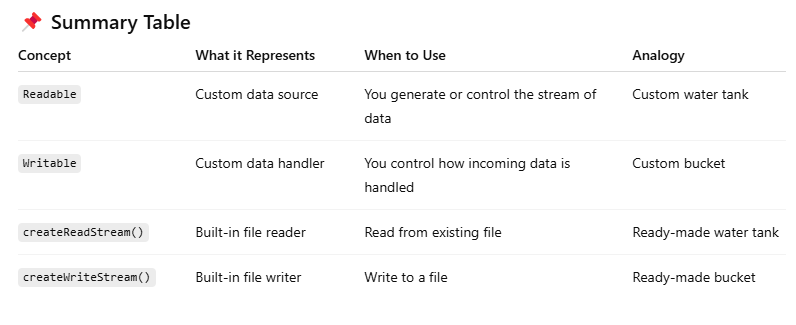 📌 Summary Table
Concept What it Represents When to Use Analogy
Readable Custom data source You generate or control the stream of data Custom water tank
Writable Custom data handler You control how incoming data is handled Custom bucket
createReadStream() Built-in file reader Read from existing file Ready-made water tank
createWriteStream() Built-in file writer Write to a file Ready-made bucket